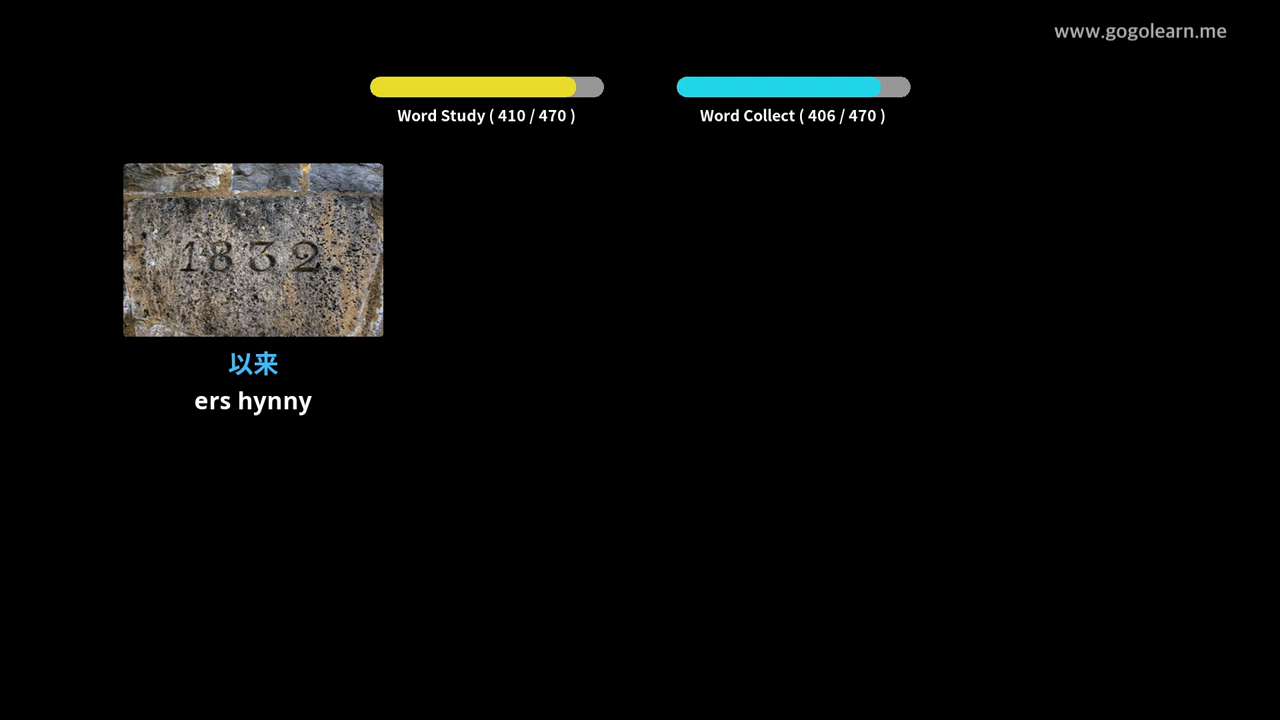 www.gogolearn.me
Word Study ( 410 / 470 )
Word Collect ( 406 / 470 )
1832.
以来
ers hynny